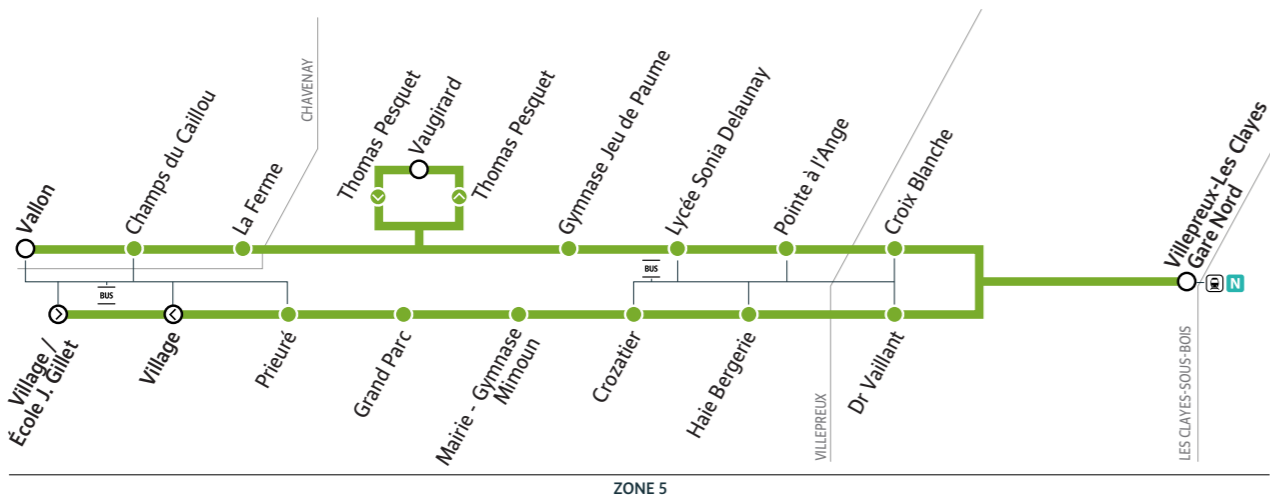 CHAVENAY
Vallon
Champs du Caillou
La Ferme
Thomas Pesquet
Vaugirard
Thomas Pesquet
Gymnase Jeu de Paume
Lycée Sonia Delaunay
Pointe à l'Ange
Croix Blanche
Villepreux-Les Clayes
Gare Nord
N
BUS
BUS
Village /
École J. Gillet
Village
Prieuré
Grand Parc
Mairie - Gymnase
Mimoun
Crozatier
Haie Bergerie
Dr Vaillant
VILLEPREUX
LES CLAYES-SOUS-BOIS
ZONE 5